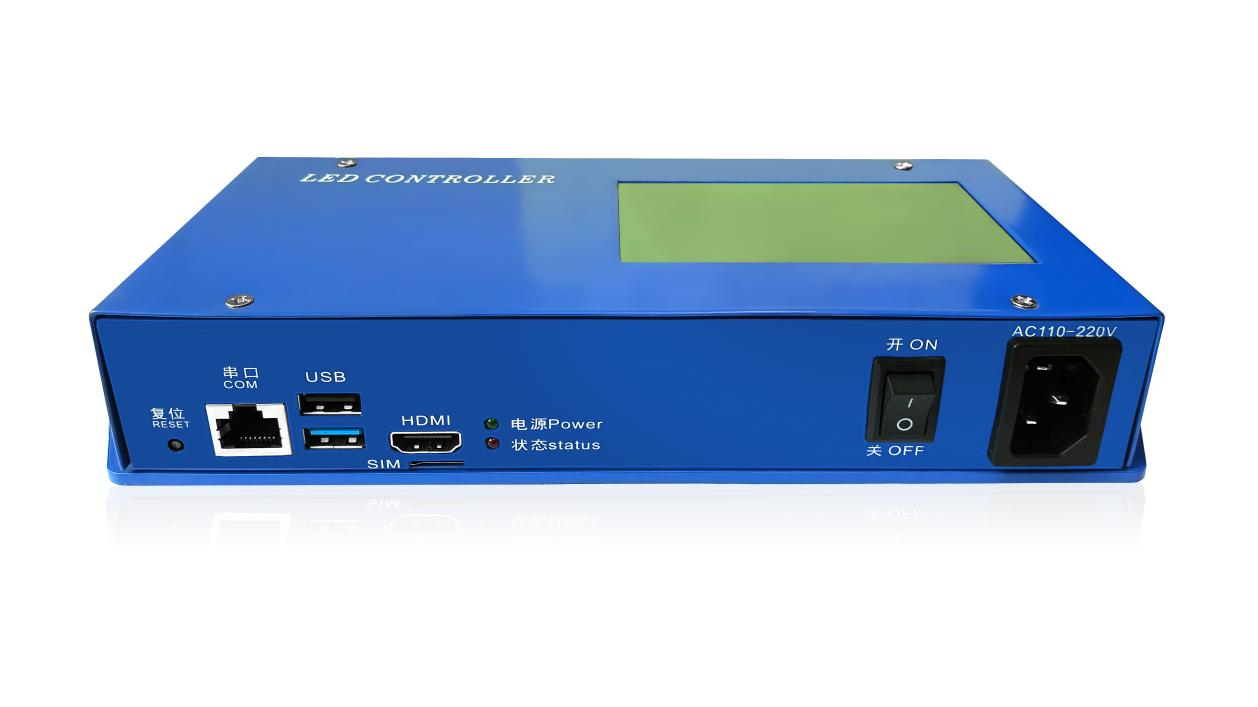 LED CONTROLLER
AC110-220V
开 ON
串口
COM
USB
复位
RESET
HDMI
电源Power
状态status
关 OFF
SIM